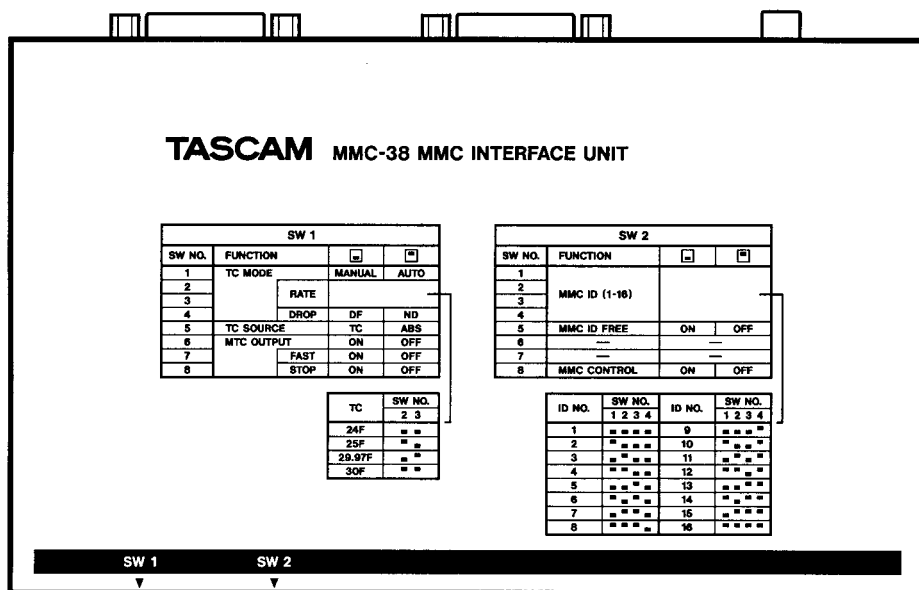 TASCAM MMC-38 MMC INTERFACE UNIT
SW 1
SW NO. FUNCTION
1 TC MODE MANUAL AUTO
2
RATE
3
4 DROP DF ND
5 TC SOURCE TC ABS
6 MTC OUTPUT ON OFF
7 FAST ON OFF
8 STOP ON OFF
TC SW NO.
2 3
24F
25F
29.97F
30F
SW 2
SW NO. FUNCTION
1
2
MMC ID (1-16)
3
4
5 MMC ID FREE ON OFF
6 — —
7 — —
8 MMC CONTROL ON OFF
ID NO. SW NO. ID NO. SW NO.
1 2 3 4 1 2 3 4
1 9
2 10
3 11
4 12
5 13
6 14
7 15
8 16
SW 1 SW 2